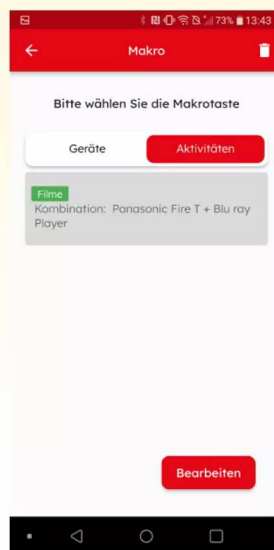 73% 13:43
Makro
Bitte wählen Sie die Makrotaste
Geräte
Aktivitäten
Filme
Kombination: Panasonic Fire T + Blu ray
Player
Bearbeiten